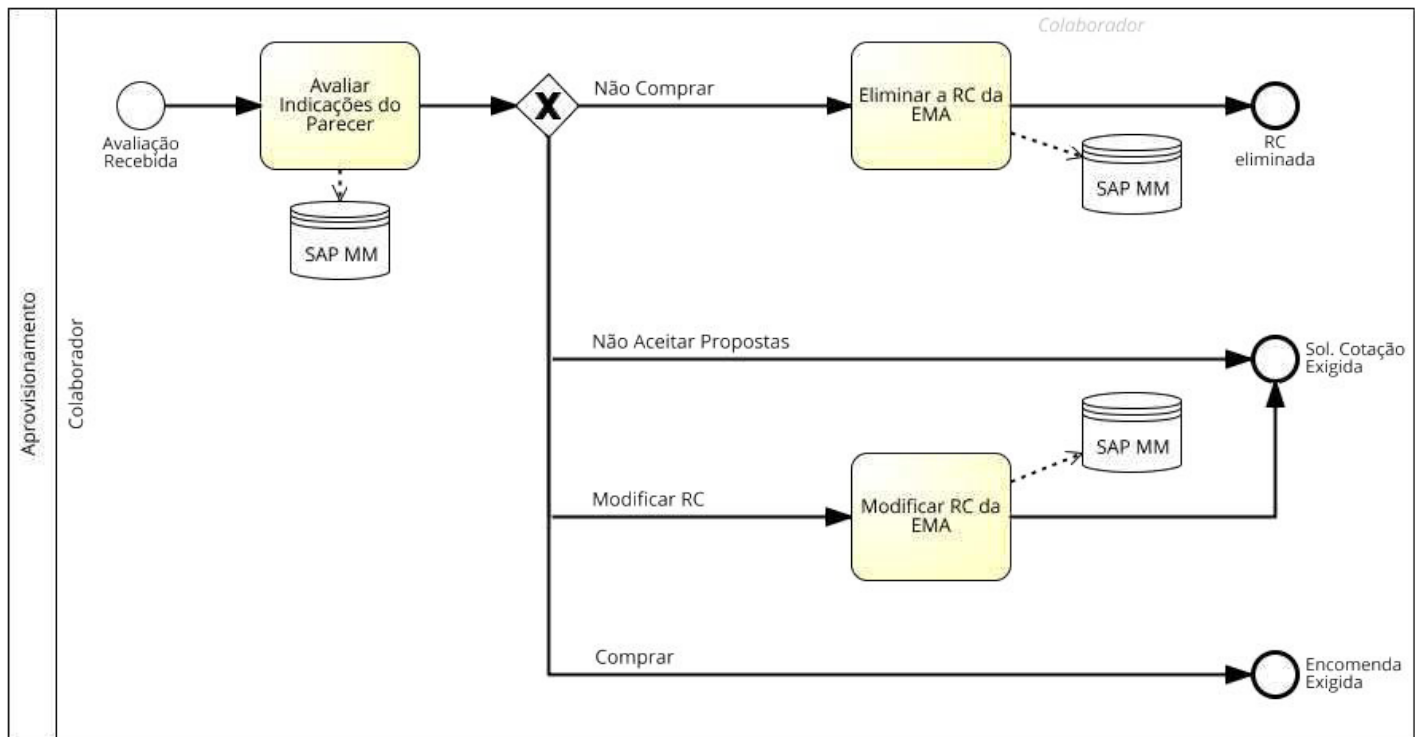 Colaborador
Avaliar
Indicações do
Parecer
Não Comprar
Eliminar a RC da
EMA
Avaliação
Recebida
RC
eliminada
SAP MM
SAP MM
Aprovisionamento
Colaborador
Não Aceitar Propostas
Sol. Cotação
Exigida
SAP MM
Modificar RC
Modificar RC da
EMA
Comprar
Encomenda
Exigida